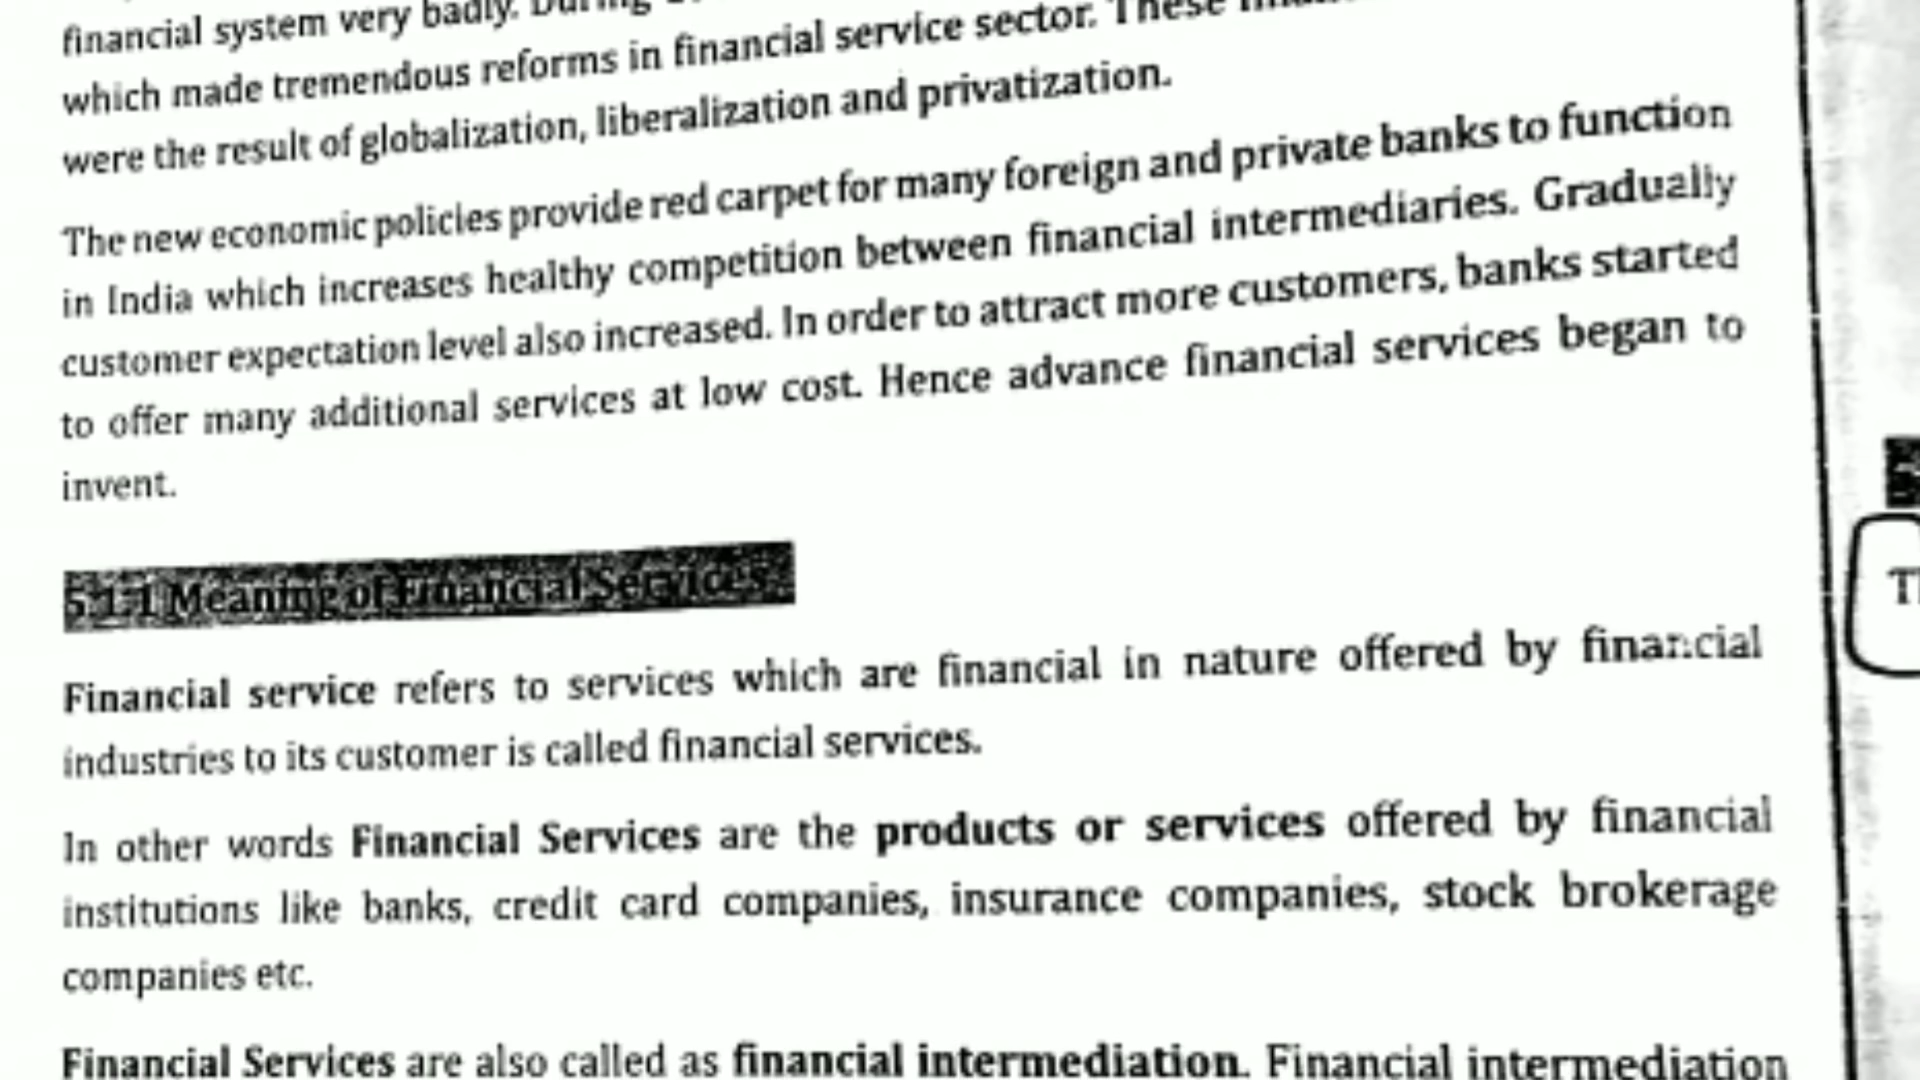 financial system very badly. During
which made tremendous reforms in financial service sector. These
were the result of globalization, liberalization and privatization.
The new economic policies provide red carpet for many foreign and private banks to function
in India which increases healthy competition between financial intermediaries. Gradually
customer expectation level also increased. In order to attract more customers, banks started
to offer many additional services at low cost. Hence advance financial services began to
invent.
5.1.1 Meaning of Financial Services
Financial service refers to services which are financial in nature offered by financial
industries to its customer is called financial services.
In other words Financial Services are the products or services offered by financial
institutions like banks, credit card companies, insurance companies, stock brokerage
companies etc.
Financial Services are also called as financial intermediation. Financial intermediation